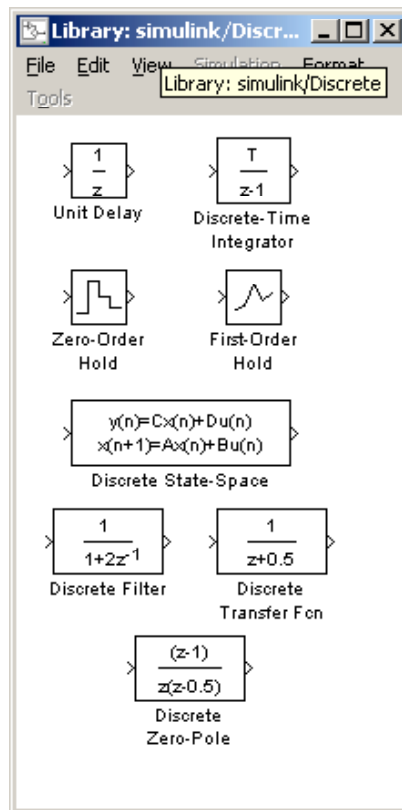 Library: simulink/Discr...
File Edit View Simulation Format
Library: simulink/Discrete
Tools
1
z
Unit Delay
T
z-1
Discrete-Time
Integrator
Zero-Order
Hold
First-Order
Hold
y(n)=Cx(n)+Du(n)
x(n+1)=Ax(n)+Bu(n)
Discrete State-Space
1
1+2z⁻¹
Discrete Filter
1
z+0.5
Discrete
Transfer Fcn
(z-1)
z(z-0.5)
Discrete
Zero-Pole